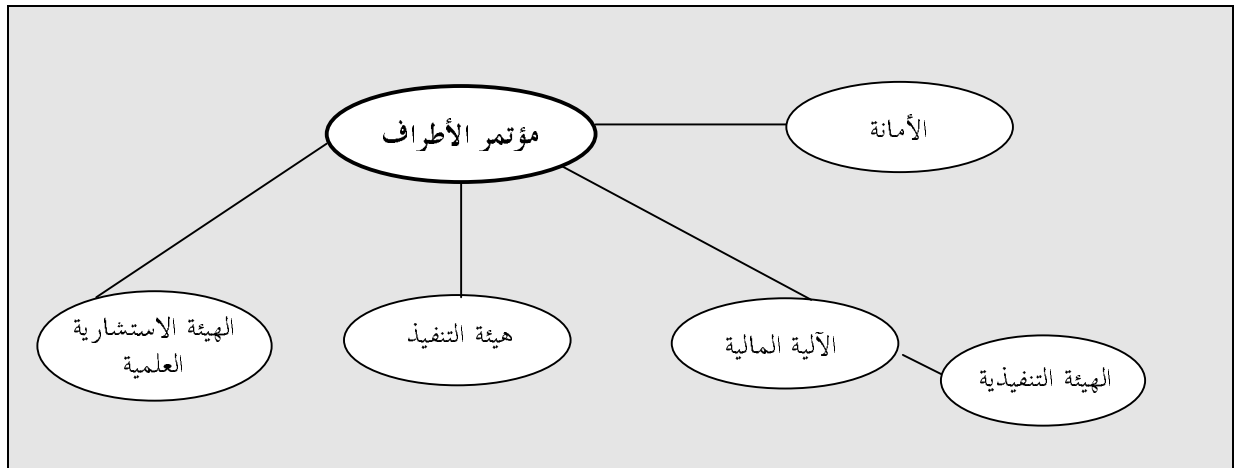 مؤتمر الأطراف
الأمانة
الهيئة التنفيذية
الآلية المالية
هيئة التنفيذ
الهيئة الاستشارية
العلمية